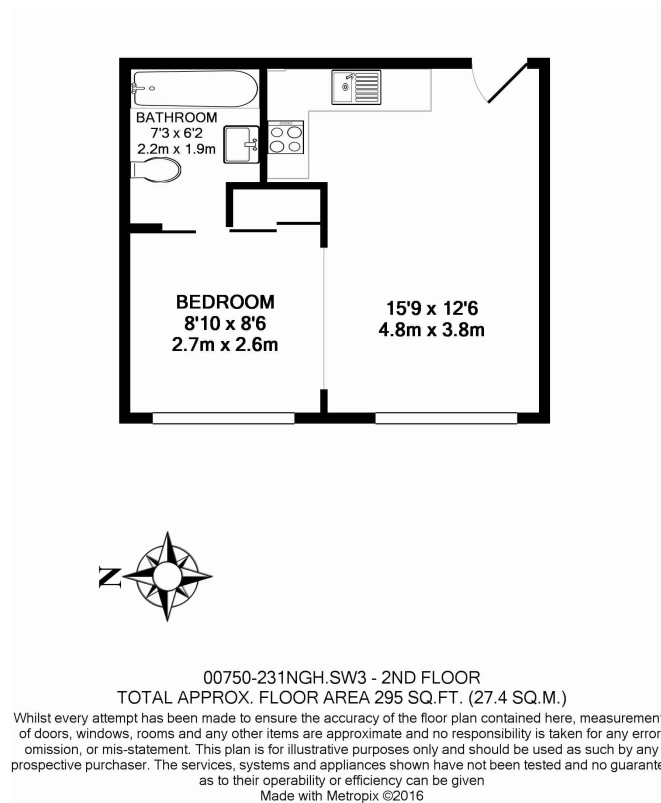 BATHROOM
7'3 x 6'2
2.2m x 1.9m
BEDROOM
8'10 x 8'6
2.7m x 2.6m
15'9 x 12'6
4.8m x 3.8m
N
00750-231NGH.SW3 - 2ND FLOOR
TOTAL APPROX. FLOOR AREA 295 SQ.FT. (27.4 SQ.M.)
Whilst every attempt has been made to ensure the accuracy of the floor plan contained here, measurement
of doors, windows, rooms and any other items are approximate and no responsibility is taken for any error
omission, or mis-statement. This plan is for illustrative purposes only and should be used as such by any
prospective purchaser. The services, systems and appliances shown have not been tested and no guarante
as to their operability or efficiency can be given
Made with Metropix ©2016